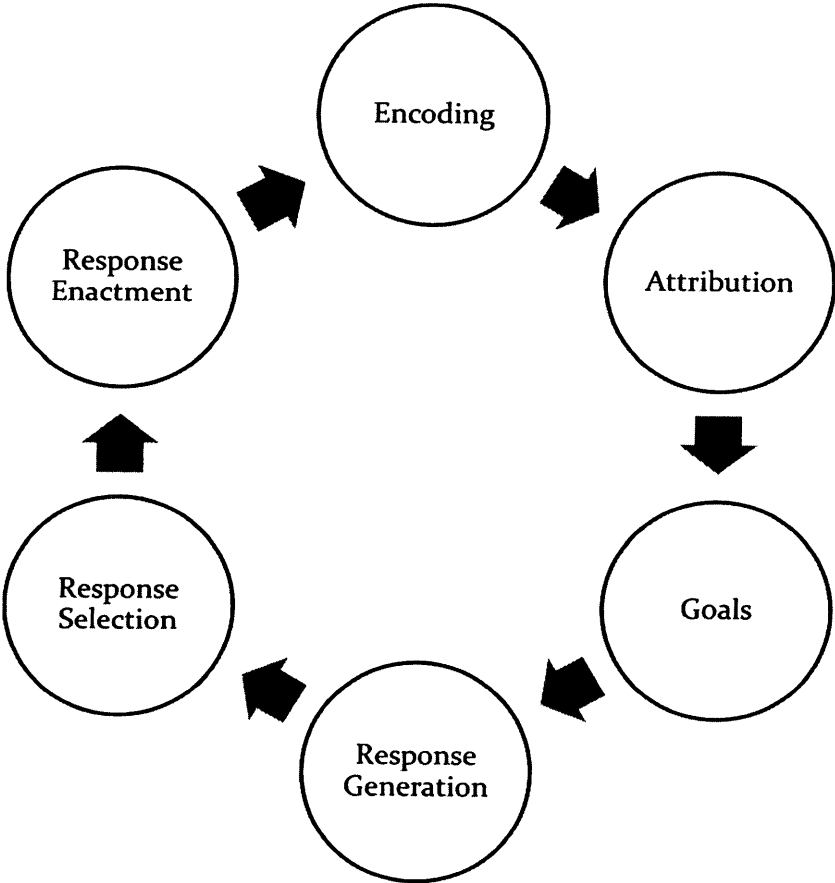 Encoding
Attribution
Goals
Response
Generation
Response
Selection
Response
Enactment